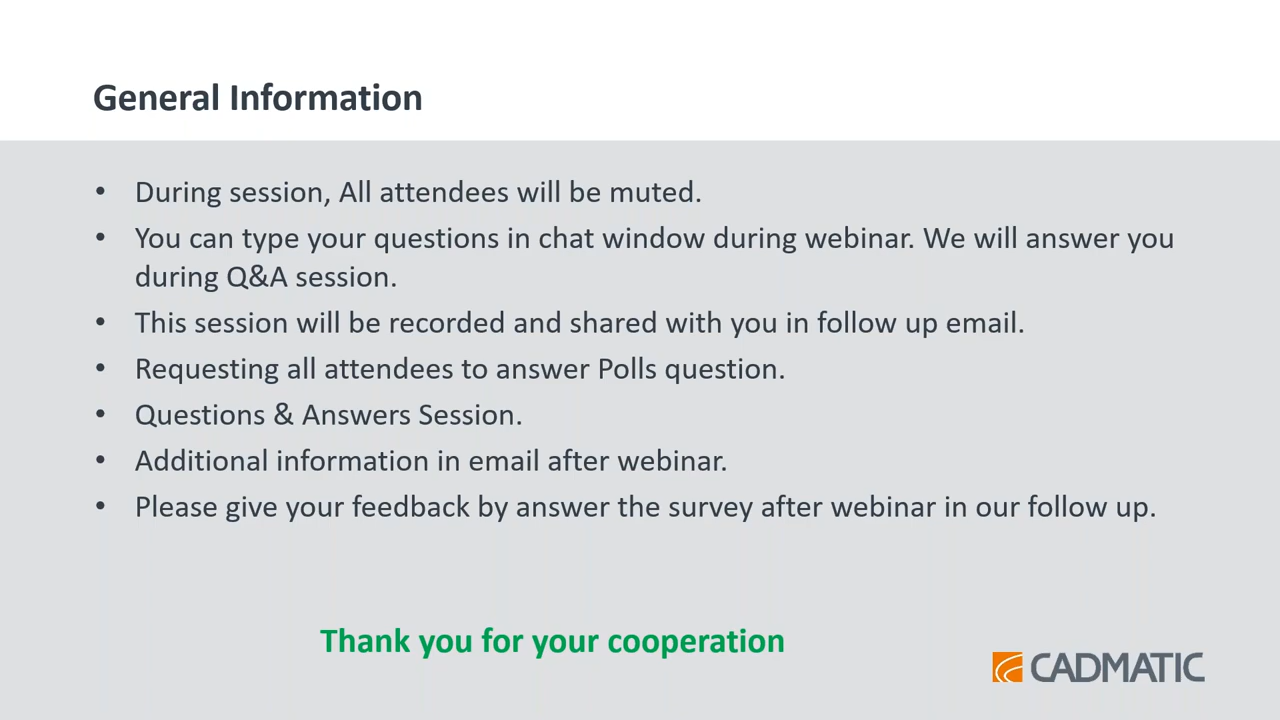 General Information
• During session, All attendees will be muted.
• You can type your questions in chat window during webinar. We will answer you
during Q&A session.
• This session will be recorded and shared with you in follow up email.
• Requesting all attendees to answer Polls question.
• Questions & Answers Session.
• Additional information in email after webinar.
• Please give your feedback by answer the survey after webinar in our follow up.
Thank you for your cooperation
CADMATIC